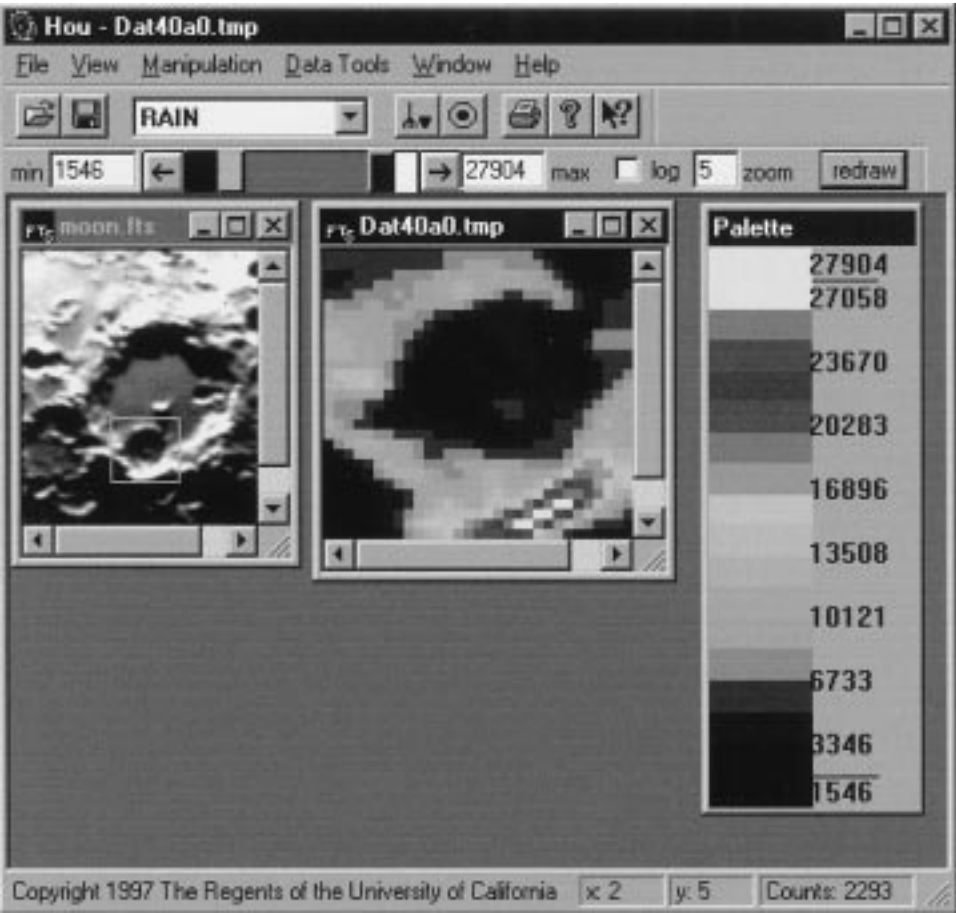 Hou - Dat40a0.tmp
File View Manipulation Data Tools Window Help
RAIN
min 1546 27904 max log 5 zoom redraw
moon.fts
Dat40a0.tmp
Palette
27904
27058
23670
20283
16896
13508
10121
6733
3346
1546
Copyright 1997 The Regents of the University of California x: 2 y: 5 Counts: 2293